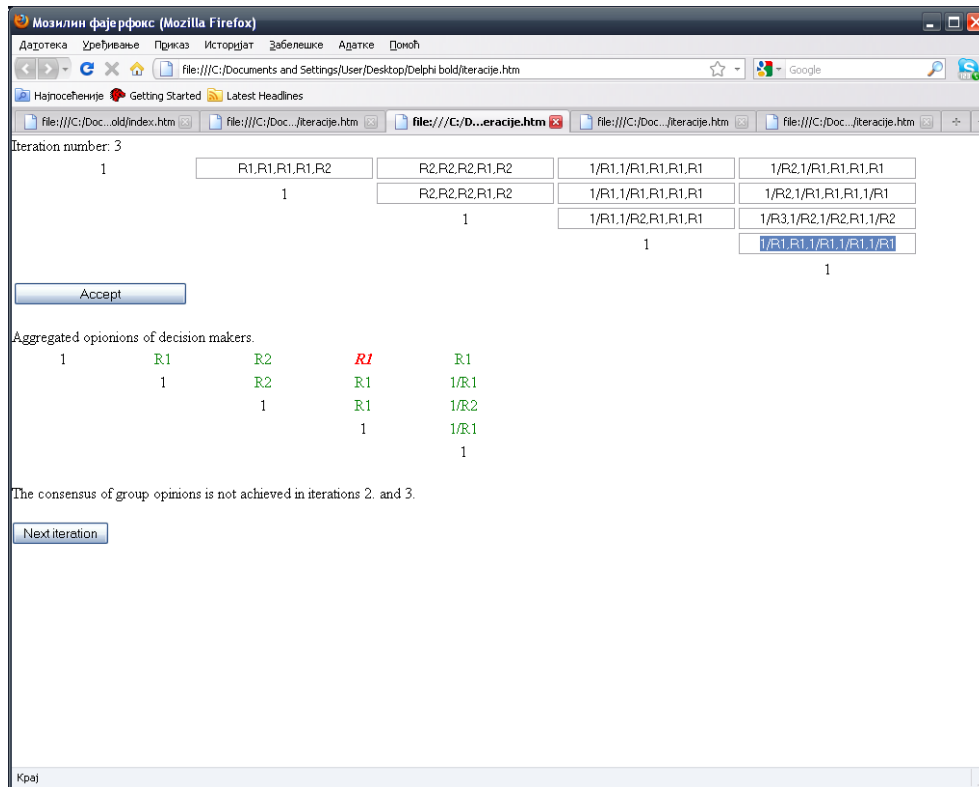 Мозилин фајерфокс (Mozilla Firefox)
Датотека Уређивање Приказ Историјат Забелешке Алатке Помоћ
file:///C:/Documents and Settings/User/Desktop/Delphi bold/iteracije.htm Google
Најпосећеније Getting Started Latest Headlines
file:///C:/Doc...old/index.htm file:///C:/Doc.../iteracije.htm file:///C:/D...eracije.htm file:///C:/Doc.../iteracije.htm file:///C:/Doc.../iteracije.htm
Iteration number: 3
1 R1,R1,R1,R1,R2 R2,R2,R2,R1,R2 1/R1,1/R1,R1,R1,R1 1/R2,1/R1,R1,R1,R1
1 R2,R2,R2,R1,R2 1/R1,1/R1,R1,R1,R1 1/R2,1/R1,R1,R1,1/R1
1 1/R1,1/R2,R1,R1,R1 1/R3,1/R2,1/R2,R1,1/R2
1 1/R1,R1,1/R1,1/R1,1/R1
1
Accept
Aggregated opionions of decision makers.
1 R1 R2 R1 R1
1 R2 R1 1/R1
1 R1 1/R2
1 1/R1
1
The consensus of group opinions is not achieved in iterations 2. and 3.
Next iteration
Крај